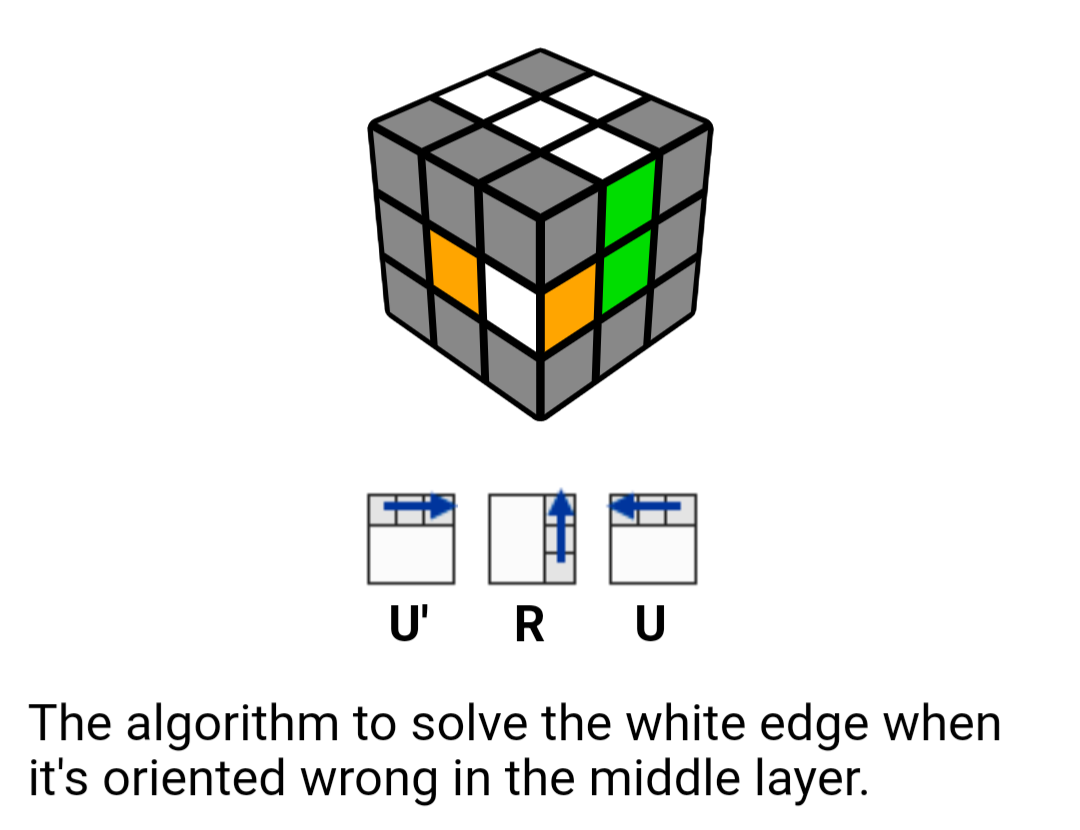 U' R U
The algorithm to solve the white edge when
it's oriented wrong in the middle layer.